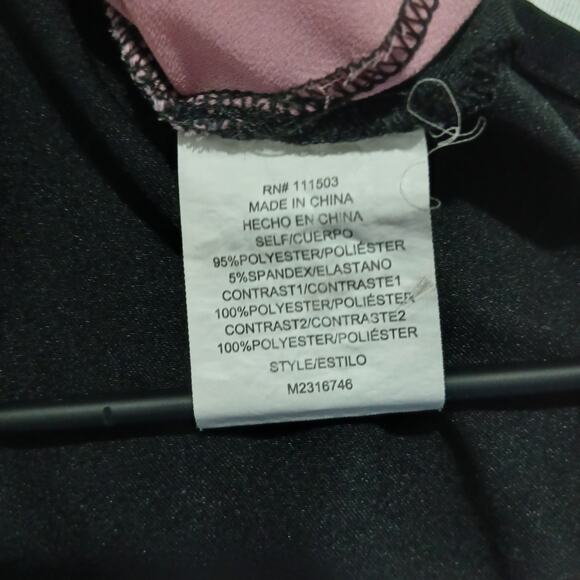 RN# 111503
MADE IN CHINA
HECHO EN CHINA
SELF/CUERPO
95%POLYESTER/POLIÉSTER
5%SPANDEX/ELASTANO
CONTRAST1/CONTRASTE1
100%POLYESTER/POLIÉSTER
CONTRAST2/CONTRASTE2
100%POLYESTER/POLIÉSTER
STYLE/ESTILO
M2316746